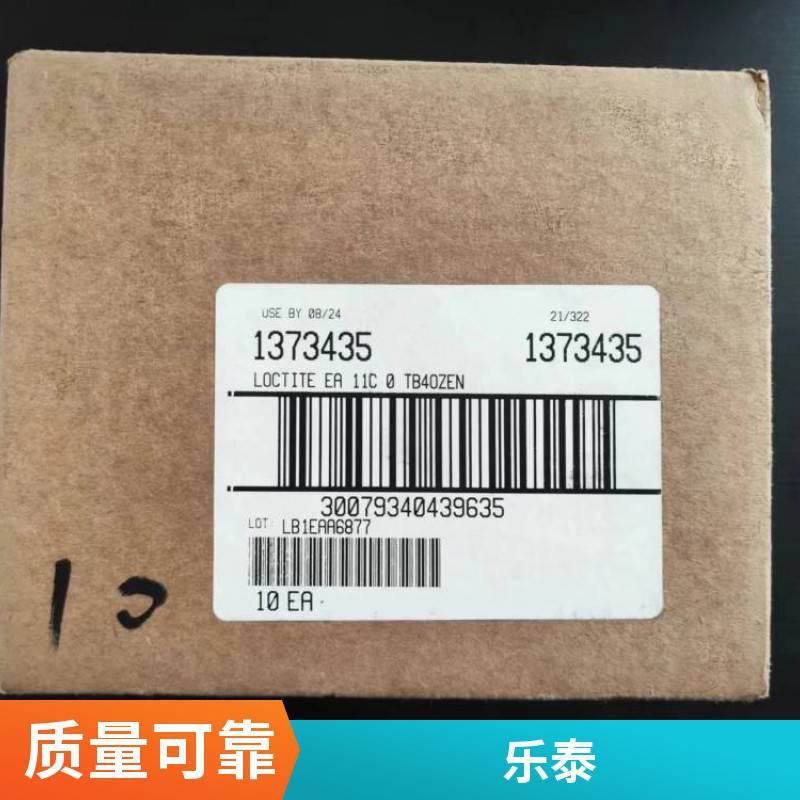 USE BY 08/24
21/322
1373435
1373435
LOCTITE EA 11C 0 TB4OZEN
30079340439635
LOT: LB1EAA6877
10 EA
10
质量可靠
乐泰